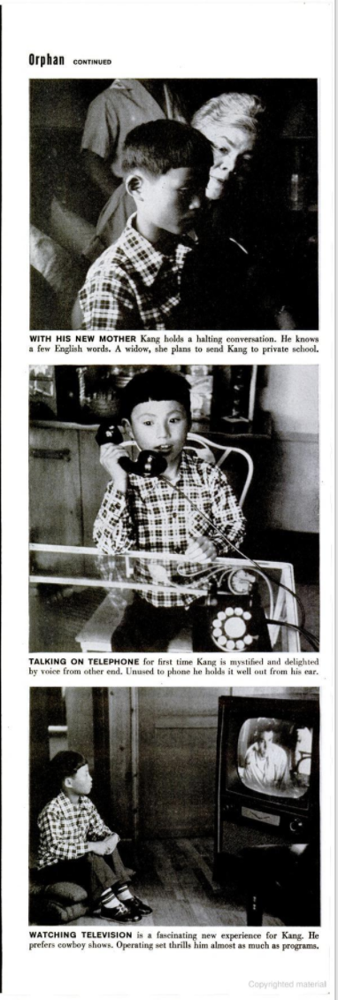 Orphan CONTINUED
WITH HIS NEW MOTHER Kang holds a halting conversation. He knows
a few English words. A widow, she plans to send Kang to private school.
TALKING ON TELEPHONE for first time Kang is mystified and delighted
by voice from other end. Unused to phone he holds it well out from his ear.
WATCHING TELEVISION is a fascinating new experience for Kang. He
prefers cowboy shows. Operating set thrills him almost as much as programs.
Copyrighted material